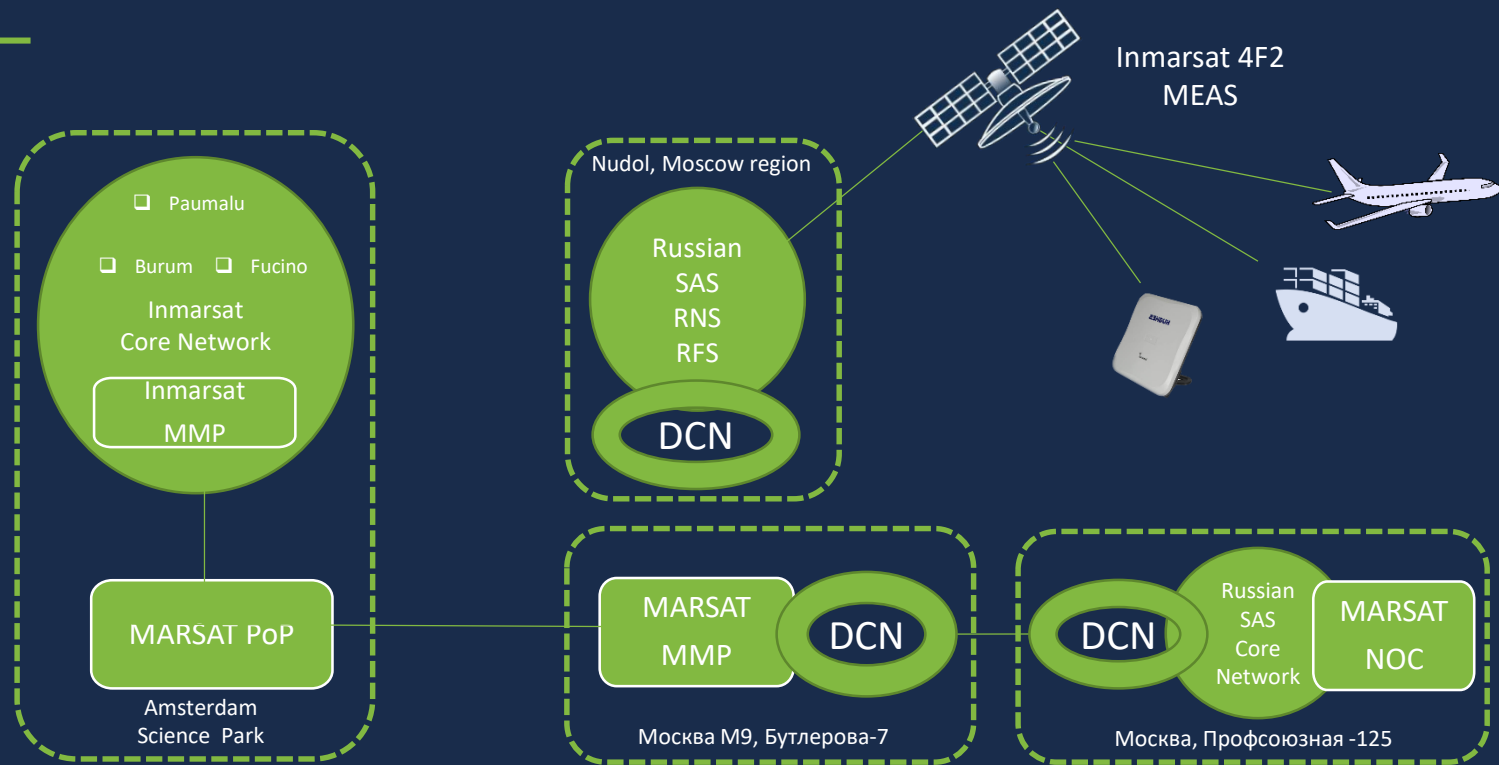 Inmarsat 4F2
MEAS
Nudol, Moscow region
Paumalu
Burum
Fucino
Inmarsat
Core Network
Inmarsat
MMP
Russian
SAS
RNS
RFS
DCN
MARSAT PoP
Amsterdam
Science Park
MARSAT
MMP
DCN
Москва М9, Бутлерова-7
DCN
Russian
SAS
Core
Network
MARSAT
NOC
Москва, Профсоюзная -125